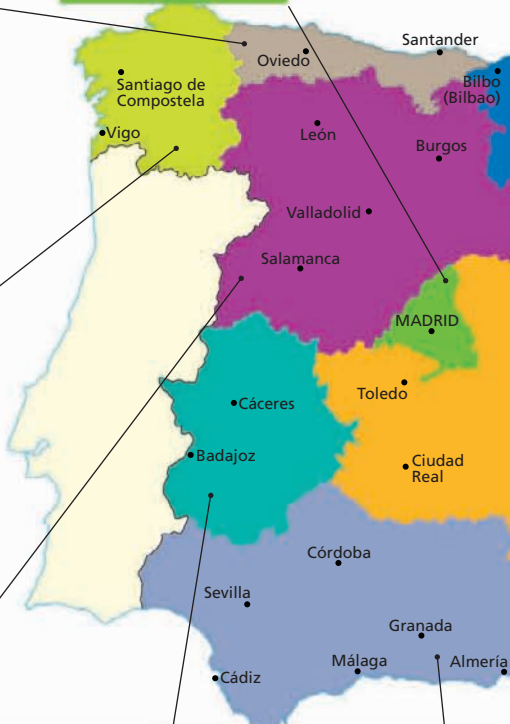 Santander
Oviedo
Bilbo
(Bilbao)
Santiago de
Compostela
León
Vigo
Burgos
Valladolid
Salamanca
MADRID
Toledo
Cáceres
Badajoz
Ciudad
Real
Córdoba
Sevilla
Granada
Málaga
Almería
Cádiz